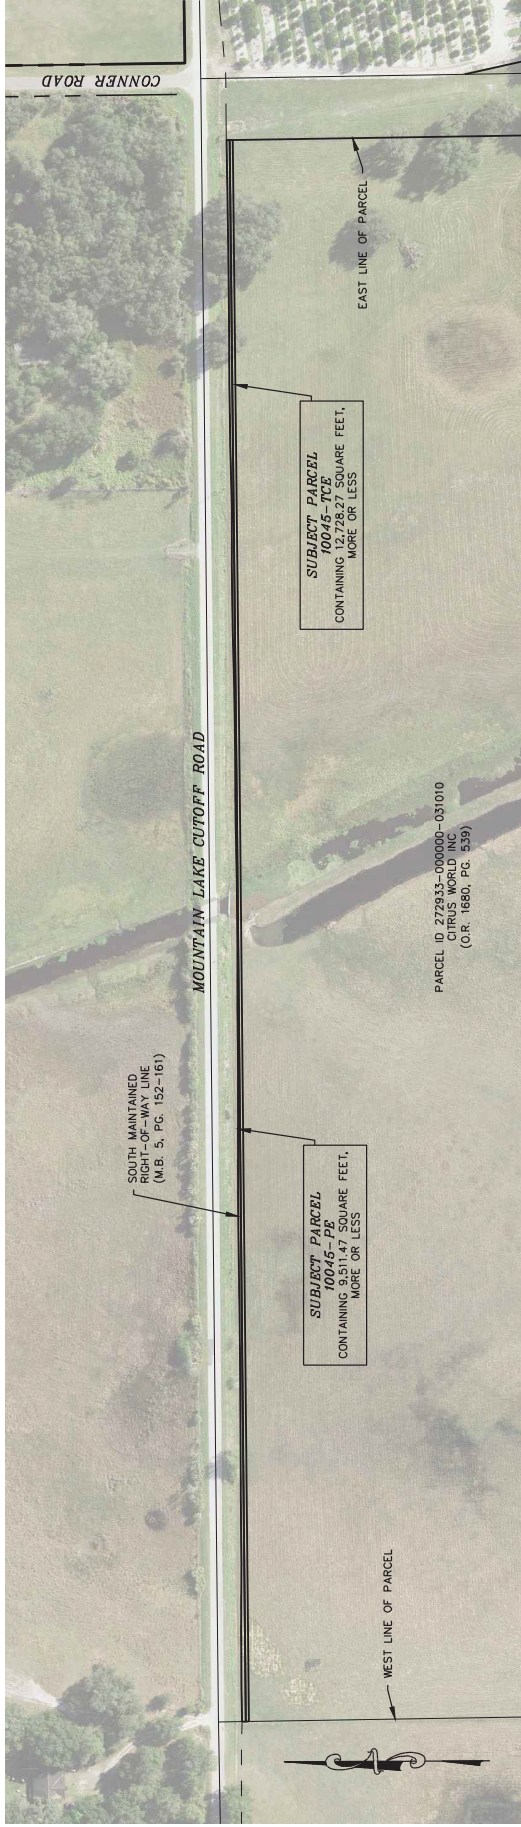 CONNER ROAD
EAST LINE OF PARCEL
SUBJECT PARCEL
10045-TCE
CONTAINING 12,728.27 SQUARE FEET,
MORE OR LESS
MOUNTAIN LAKE CUTOFF ROAD
PARCEL ID 272933-000000-031010
CITRUS WORLD INC
(O.R. 1680, PG. 539)
SOUTH MAINTAINED
RIGHT-OF-WAY LINE
(M.B. 5, PG. 152-161)
SUBJECT PARCEL
10045-PE
CONTAINING 9,511.47 SQUARE FEET,
MORE OR LESS
WEST LINE OF PARCEL